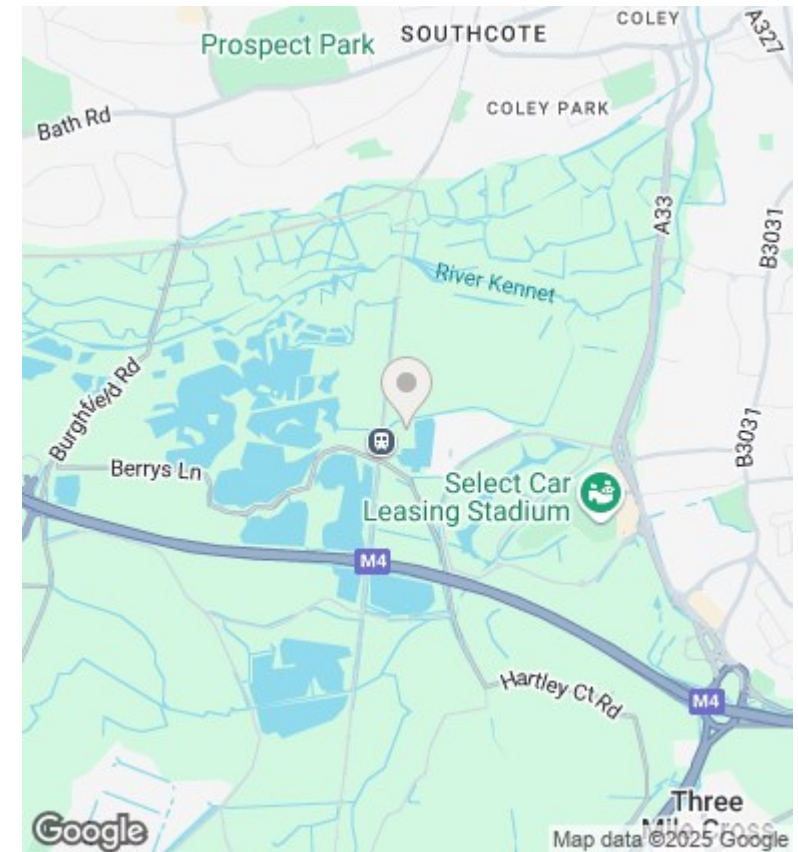 COLEY
A327
Prospect Park
SOUTHCOTE
COLEY PARK
Bath Rd
A33
B3031
River Kennet
Burghfield Rd
B3031
Berrys Ln
Select Car
Leasing Stadium
M4
Hartley Ct Rd
M4
Three
Mile Cross
Google
Map data ©2025 Google